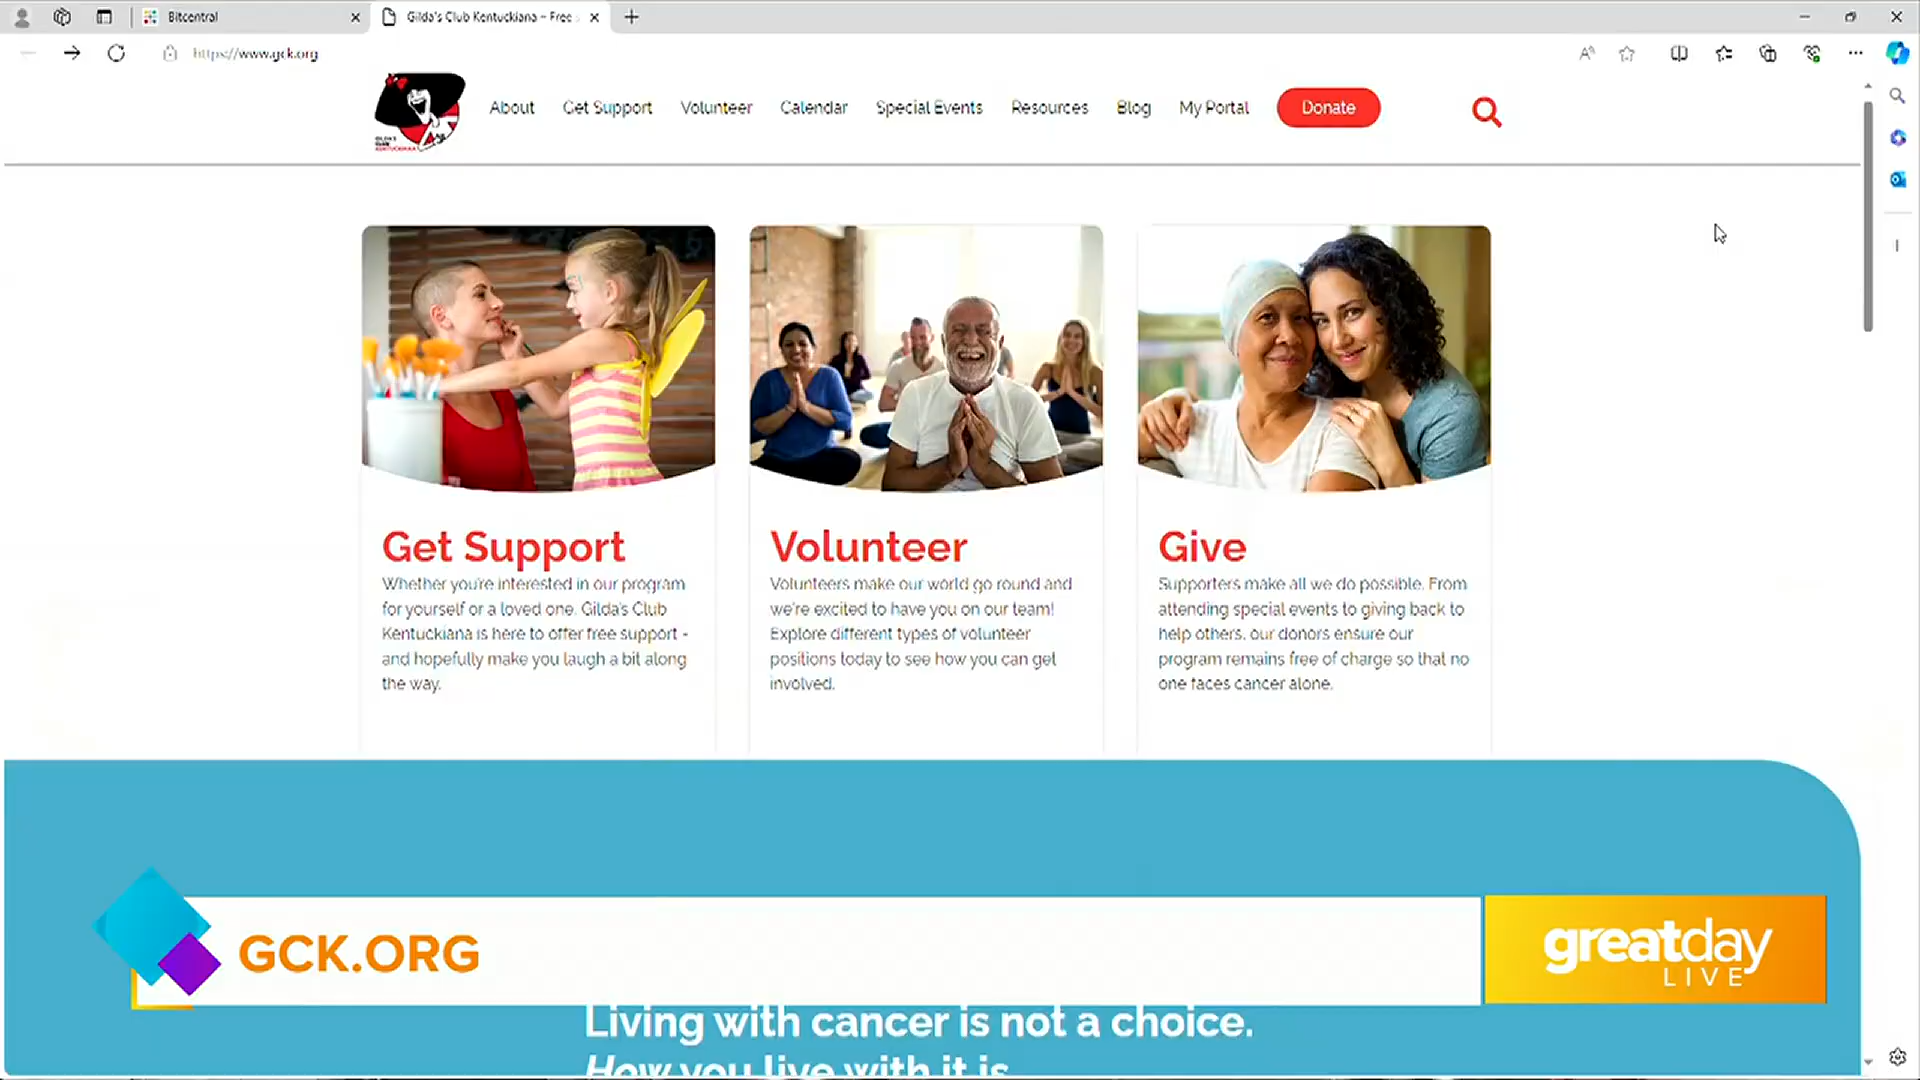 Bitcentral
Gilda's Club Kentuckiana – Free
https://www.gck.org
About Get Support Volunteer Calendar Special Events Resources Blog My Portal Donate
Get Support
Whether you're interested in our program
for yourself or a loved one, Gilda's Club
Kentuckiana is here to offer free support -
and hopefully make you laugh a bit along
the way.
Volunteer
Volunteers make our world go round and
we're excited to have you on our team!
Explore different types of volunteer
positions today to see how you can get
involved.
Give
Supporters make all we do possible. From
attending special events to giving back to
help others, our donors ensure our
program remains free of charge so that no
one faces cancer alone.
GCK.ORG
greatday
LIVE
Living with cancer is not a choice.
How you live with it is